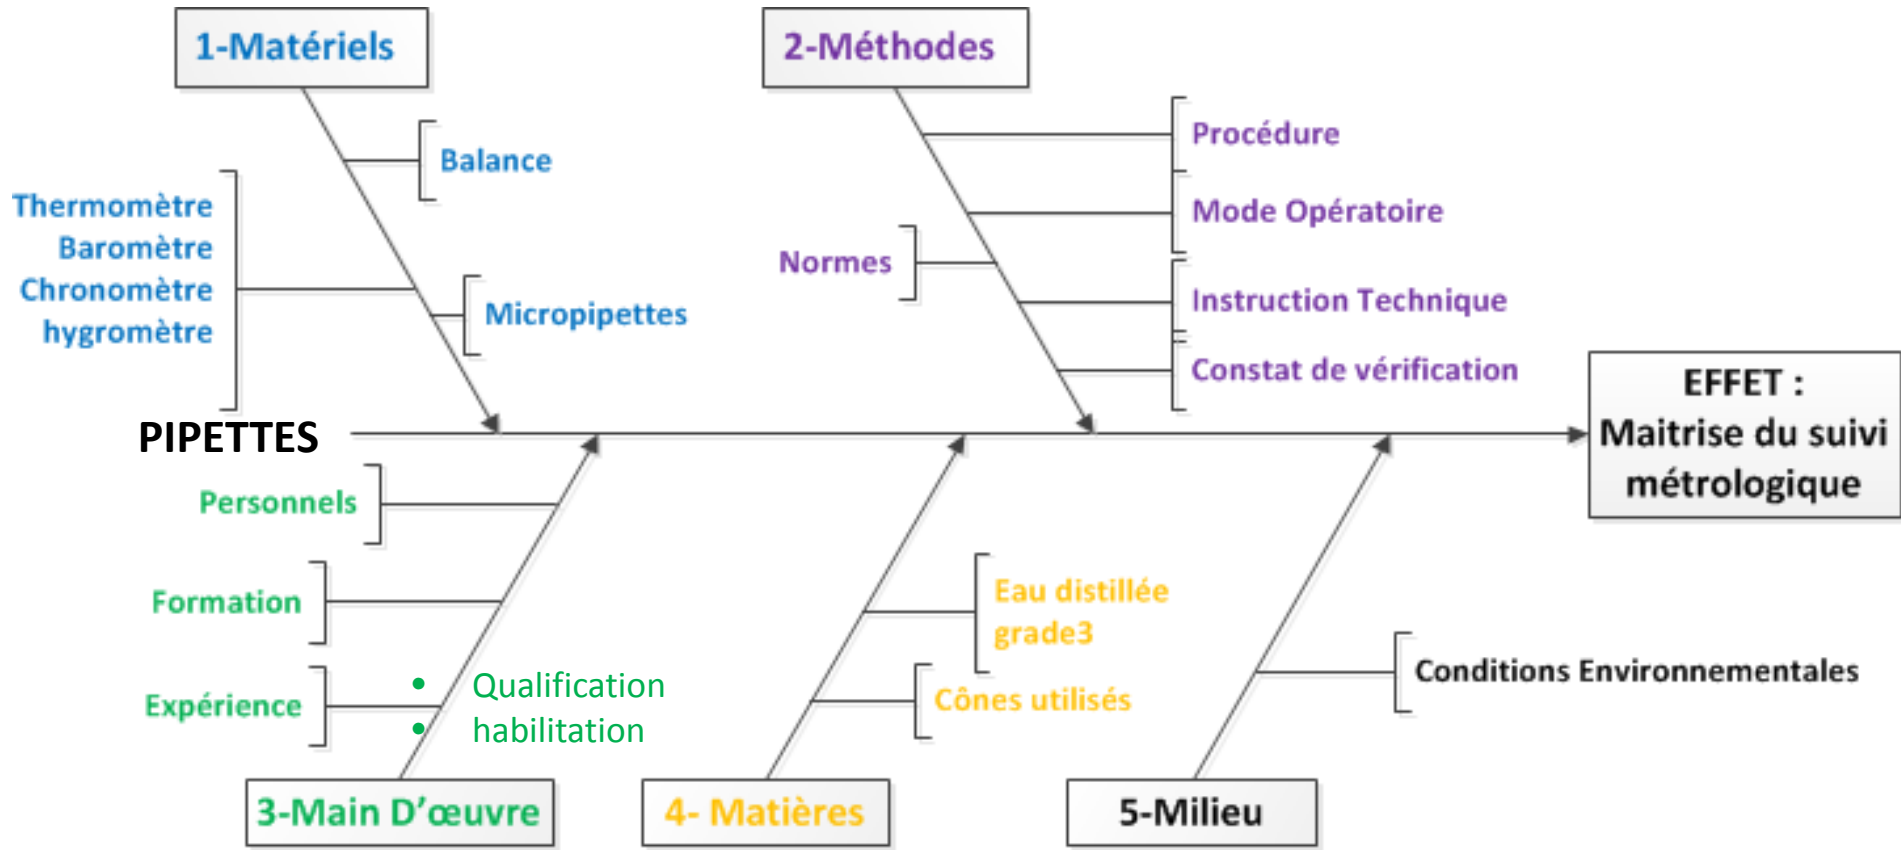 1-Matériels
2-Méthodes
Balance
Thermomètre
Baromètre
Chronomètre
hygromètre
Micropipettes
Procédure
Mode Opératoire
Normes
Instruction Technique
Constat de vérification
PIPETTES
EFFET :
Maitrise du suivi
métrologique
Personnels
Formation
Expérience
• Qualification
• habilitation
Eau distillée
grade3
Cônes utilisés
Conditions Environnementales
3-Main D'œuvre
4- Matières
5-Milieu